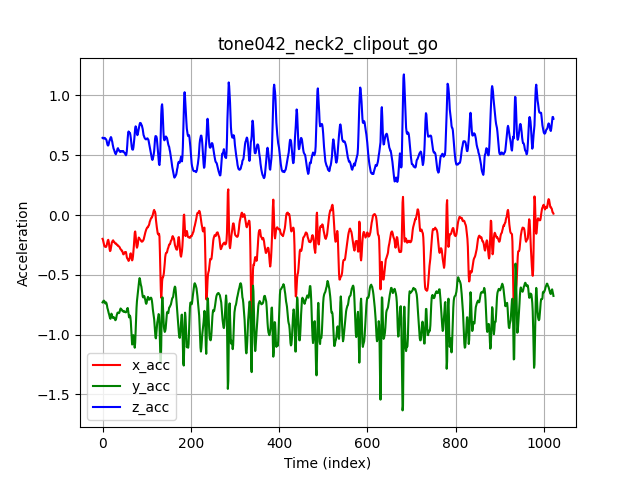 tone042_neck2_clipout_go
1.0
0.5
0.0
−0.5
−1.0
−1.5
Acceleration
x_acc
y_acc
z_acc
0 200 400 600 800 1000
Time (index)